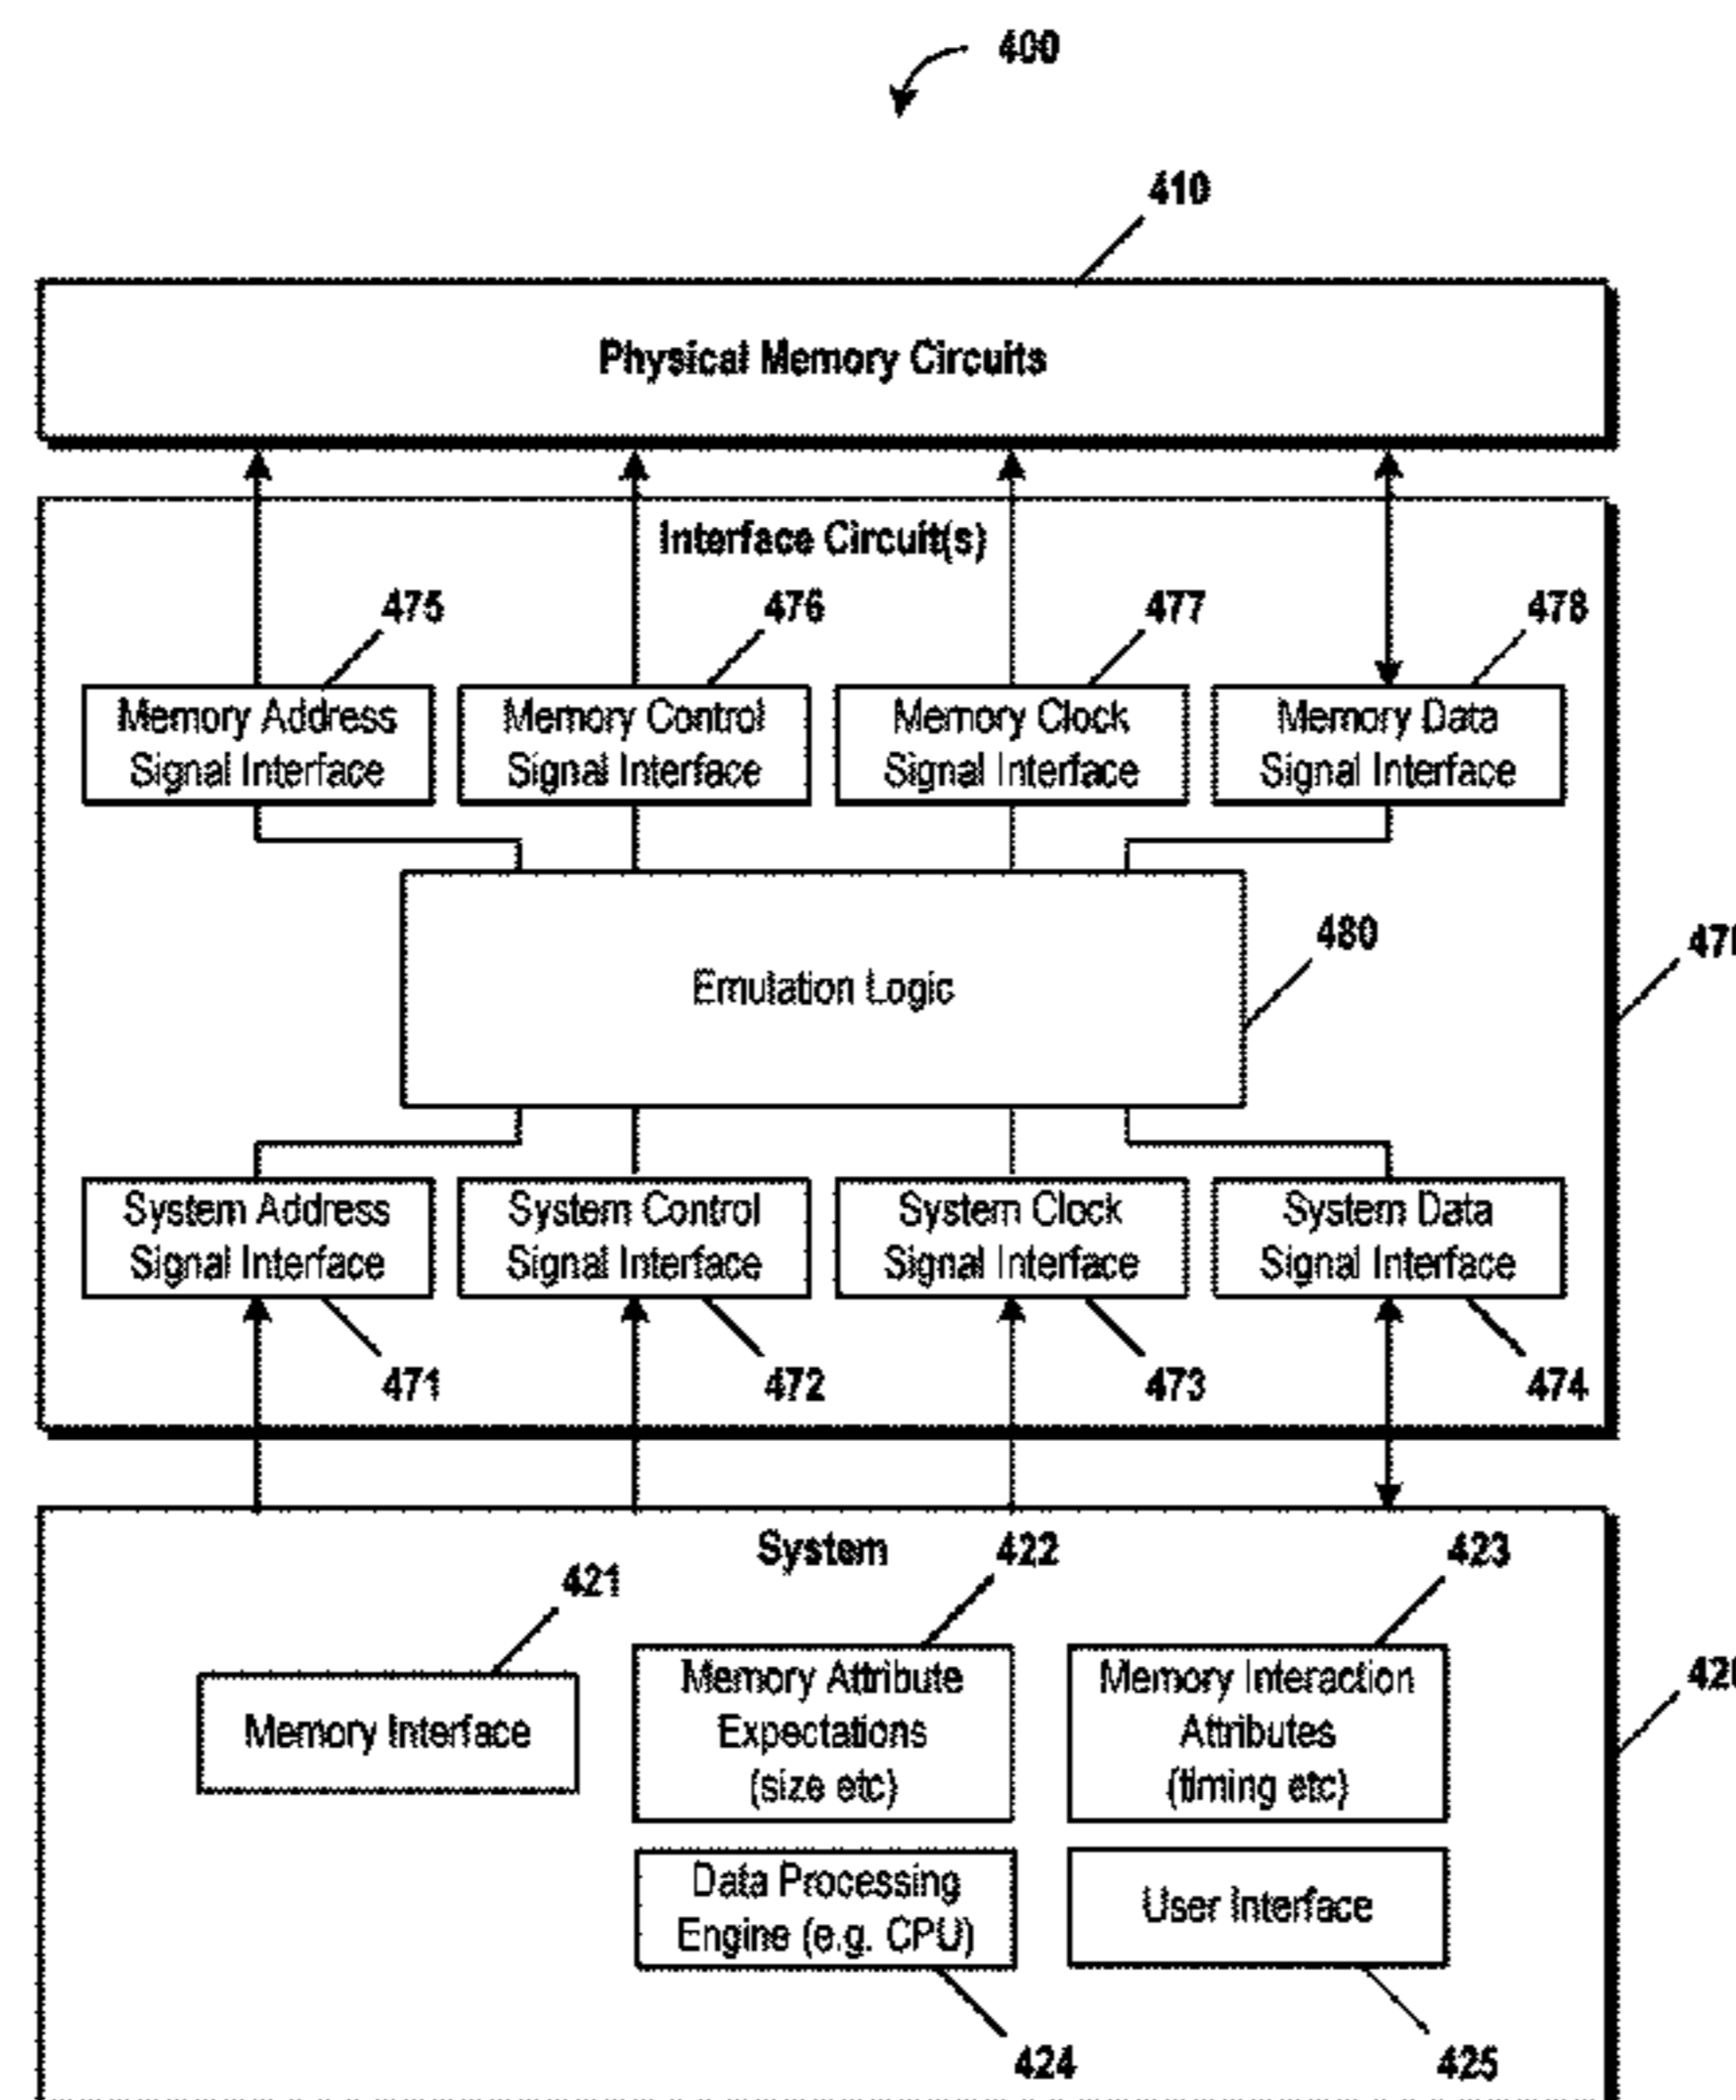 400
410
Physical Memory Circuits
Interface Circuit(s)
475
476
477
478
Memory Address
Signal Interface
Memory Control
Signal Interface
Memory Clock
Signal Interface
Memory Data
Signal Interface
480
Emulation Logic
System Address
Signal Interface
System Control
Signal Interface
System Clock
Signal Interface
System Data
Signal Interface
471
472
473
474
System
421
422
423
Memory Interface
Memory Attribute
Expectations
(size etc)
Memory Interaction
Attributes
(timing etc)
Data Processing
Engine (e.g. CPU)
User Interface
424
425